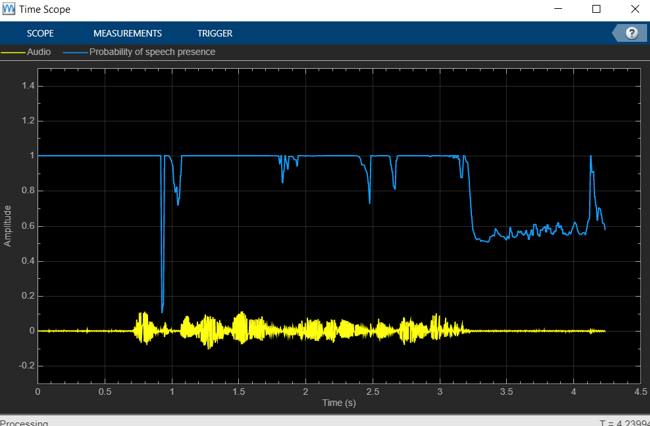 Time Scope
SCOPE MEASUREMENTS TRIGGER ?
Audio Probability of speech presence
1.4
1.2
1
0.8
0.6
0.4
0.2
0
-0.2
Amplitude
0 0.5 1 1.5 2 2.5 3 3.5 4 4.5
Time (s)
Processing T = 4.23994